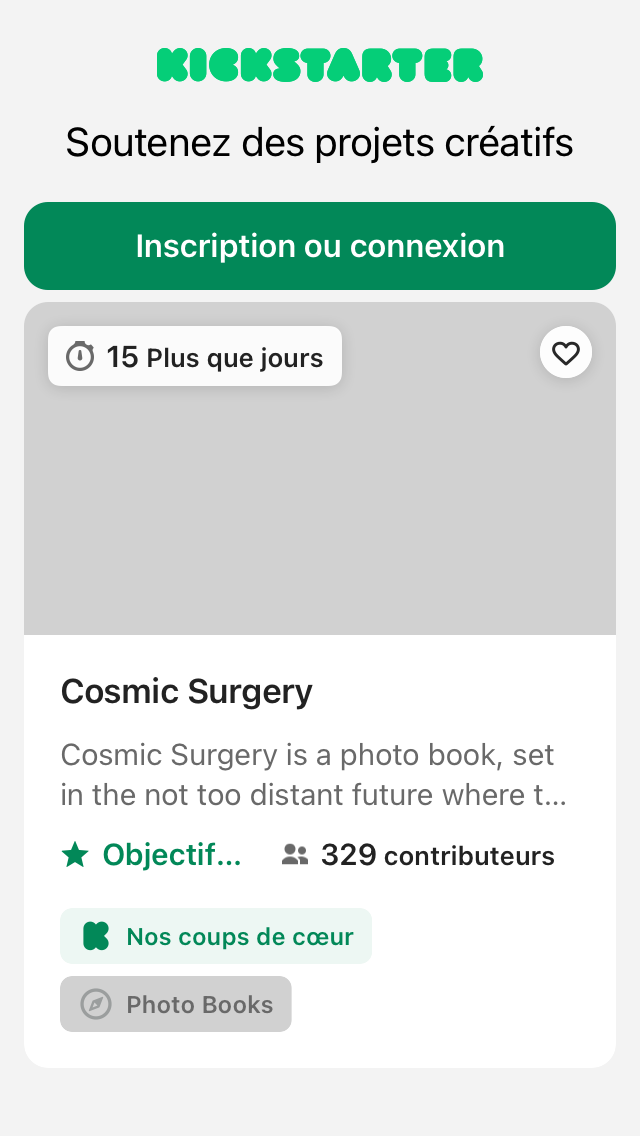 KICKSTARTER
Soutenez des projets créatifs
Inscription ou connexion
15 Plus que jours
Cosmic Surgery
Cosmic Surgery is a photo book, set
in the not too distant future where t...
Objectif... 329 contributeurs
Nos coups de cœur
Photo Books